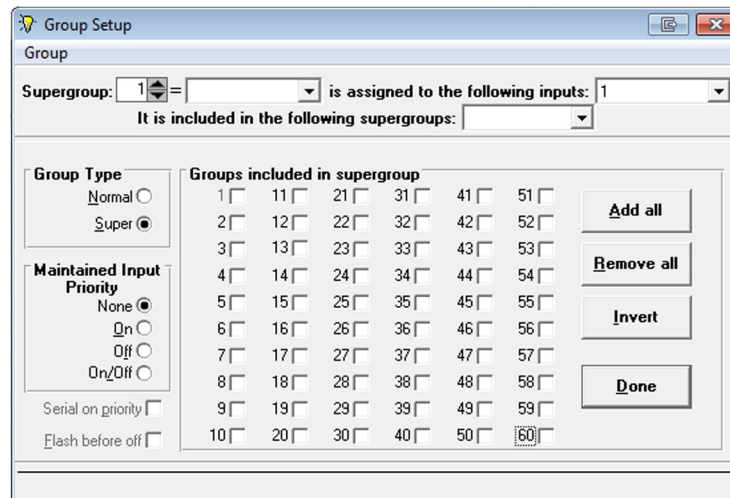 Group Setup
Group
Supergroup: 1 = is assigned to the following inputs: 1
It is included in the following supergroups:
Group Type
Normal
Super
Maintained Input
Priority
None
On
Off
On/Off
Serial on priority
Flash before off
Groups included in supergroup
1 11 21 31 41 51
2 12 22 32 42 52
3 13 23 33 43 53
4 14 24 34 44 54
5 15 25 35 45 55
6 16 26 36 46 56
7 17 27 37 47 57
8 18 28 38 48 58
9 19 29 39 49 59
10 20 30 40 50 60
Add all
Remove all
Invert
Done